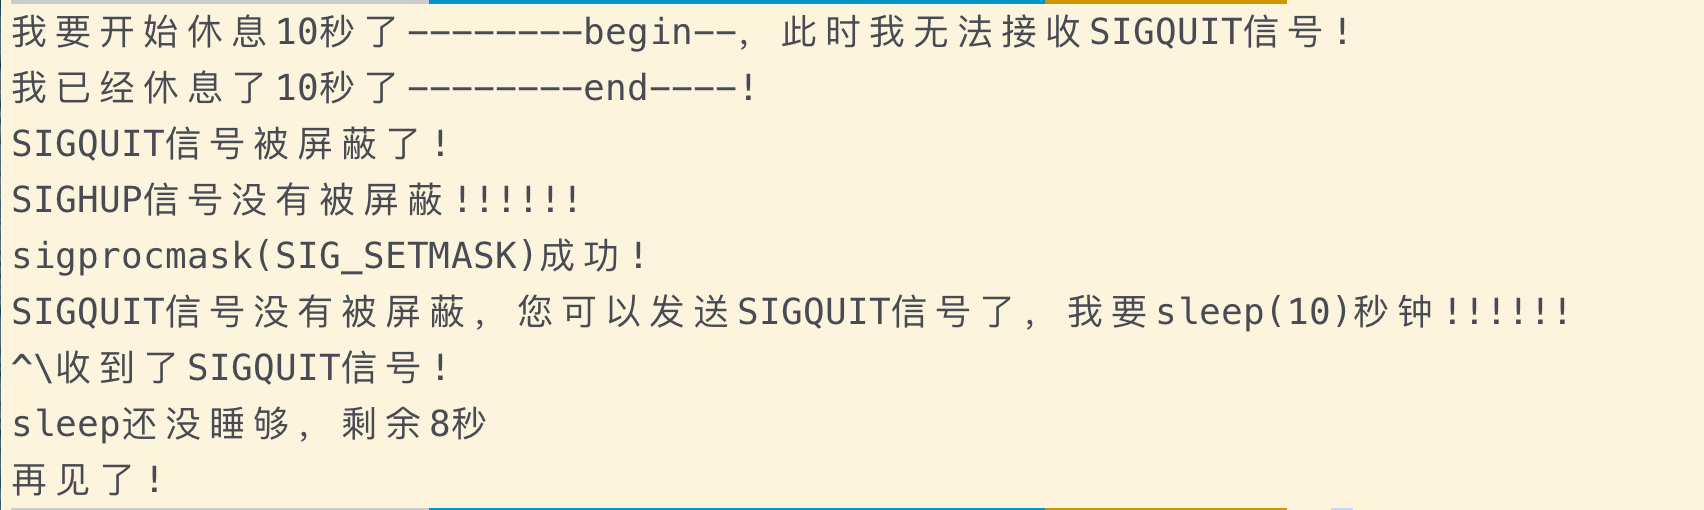 我要开始休息10秒了--------begin--，此时我无法接收SIGQUIT信号!
我已经休息了10秒了--------end----!
SIGQUIT信号被屏蔽了!
SIGHUP信号没有被屏蔽!!!!!!
sigprocmask(SIG_SETMASK)成功!
SIGQUIT信号没有被屏蔽，您可以发送SIGQUIT信号了，我要sleep(10)秒钟!!!!!!
^\收到了SIGQUIT信号!
sleep还没睡够，剩余8秒
再见了!